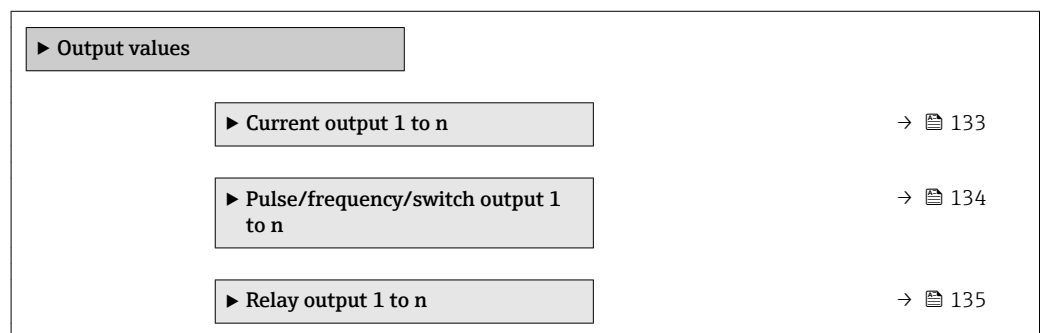 ▶ Output values
▶ Current output 1 to n → 133
▶ Pulse/frequency/switch output 1
to n → 134
▶ Relay output 1 to n → 135